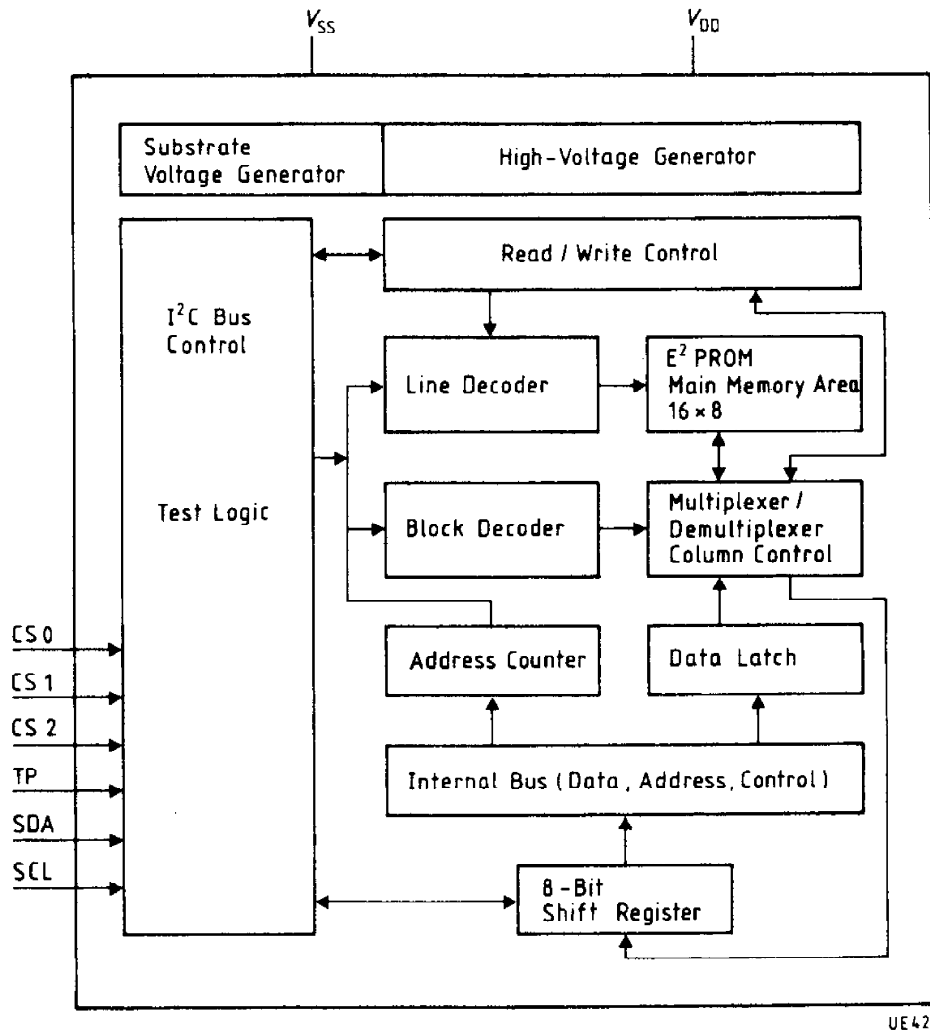 VSS
VDD
Substrate
Voltage Generator
High-Voltage Generator
Read / Write Control
I²C Bus
Control
Line Decoder
E² PROM
Main Memory Area
16 × 8
Test Logic
Block Decoder
Multiplexer /
Demultiplexer
Column Control
CS 0
Address Counter
Data Latch
CS 1
CS 2
TP
Internal Bus (Data, Address, Control)
SDA
SCL
8-Bit
Shift Register
UE42